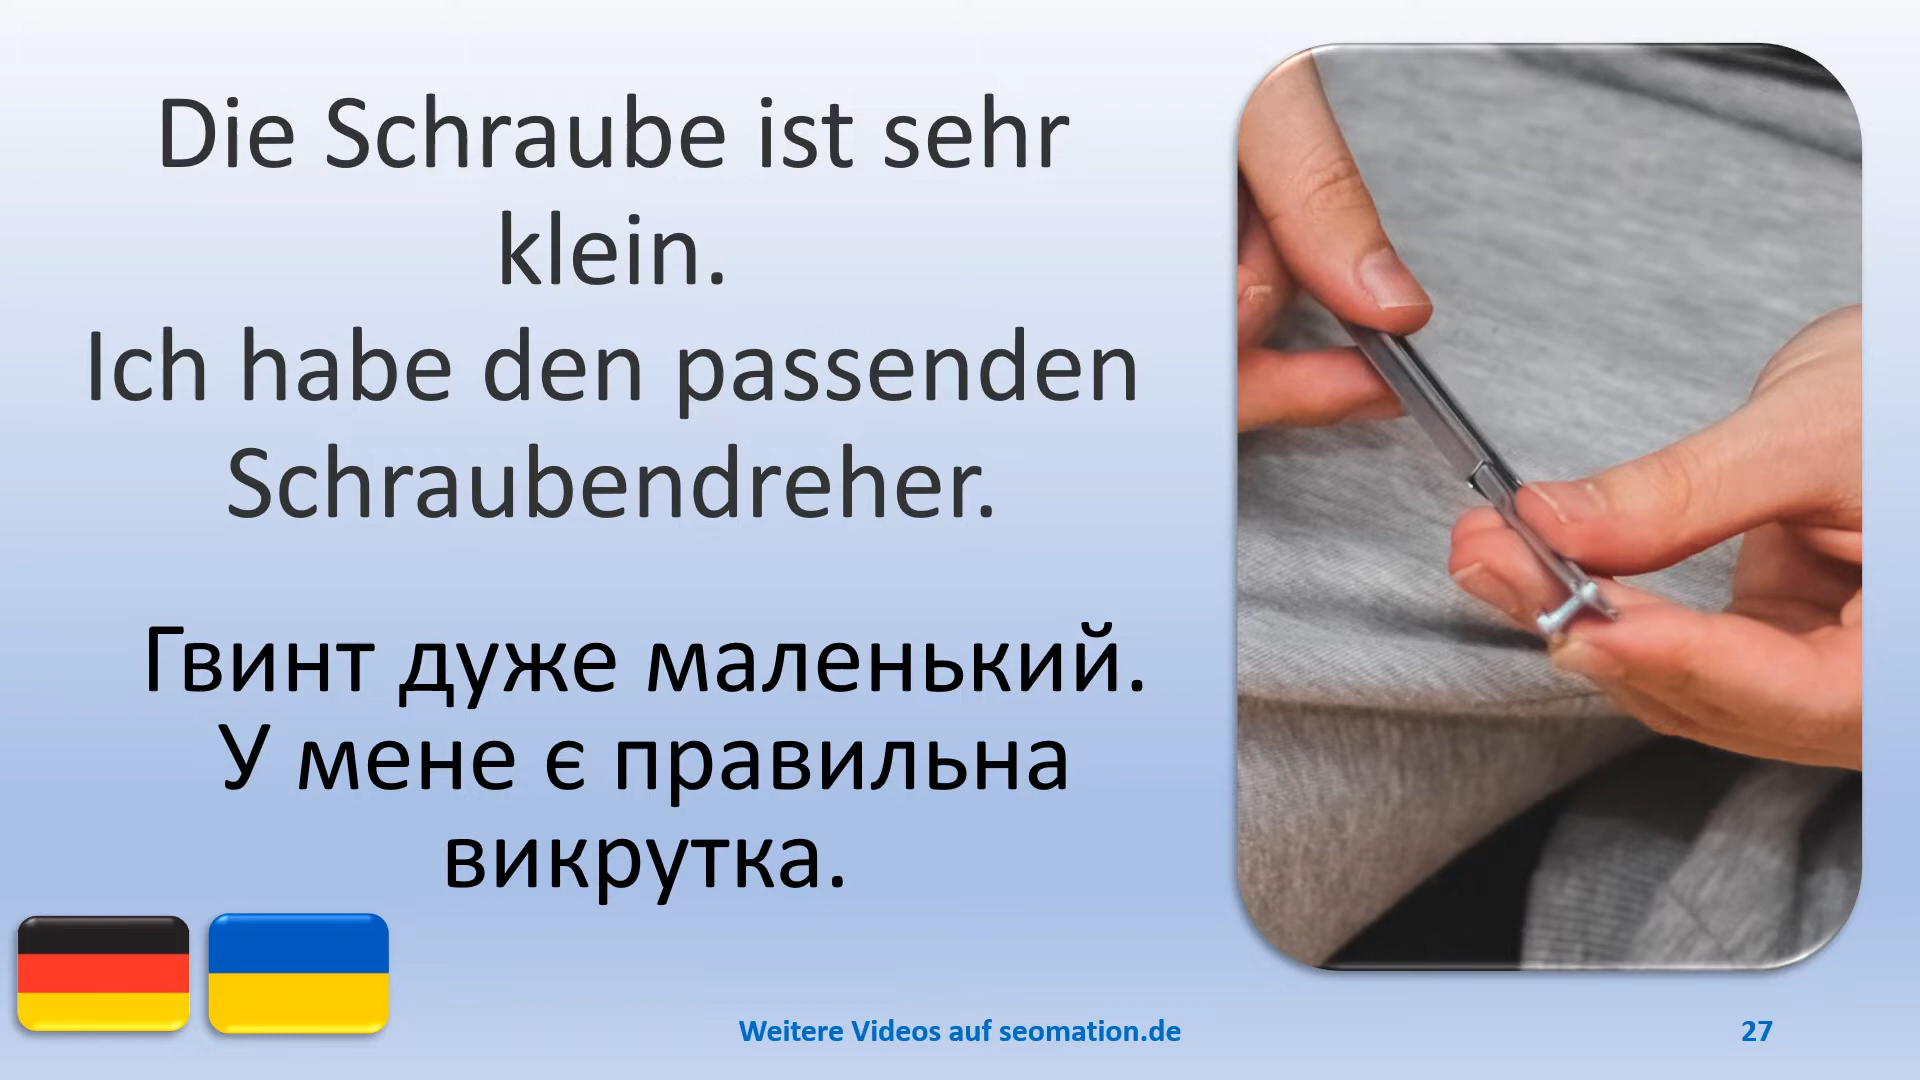 Die Schraube ist sehr
klein.
Ich habe den passenden
Schraubendreher.
Гвинт дуже маленький.
У мене є правильна
викрутка.
Weitere Videos auf seomation.de
27